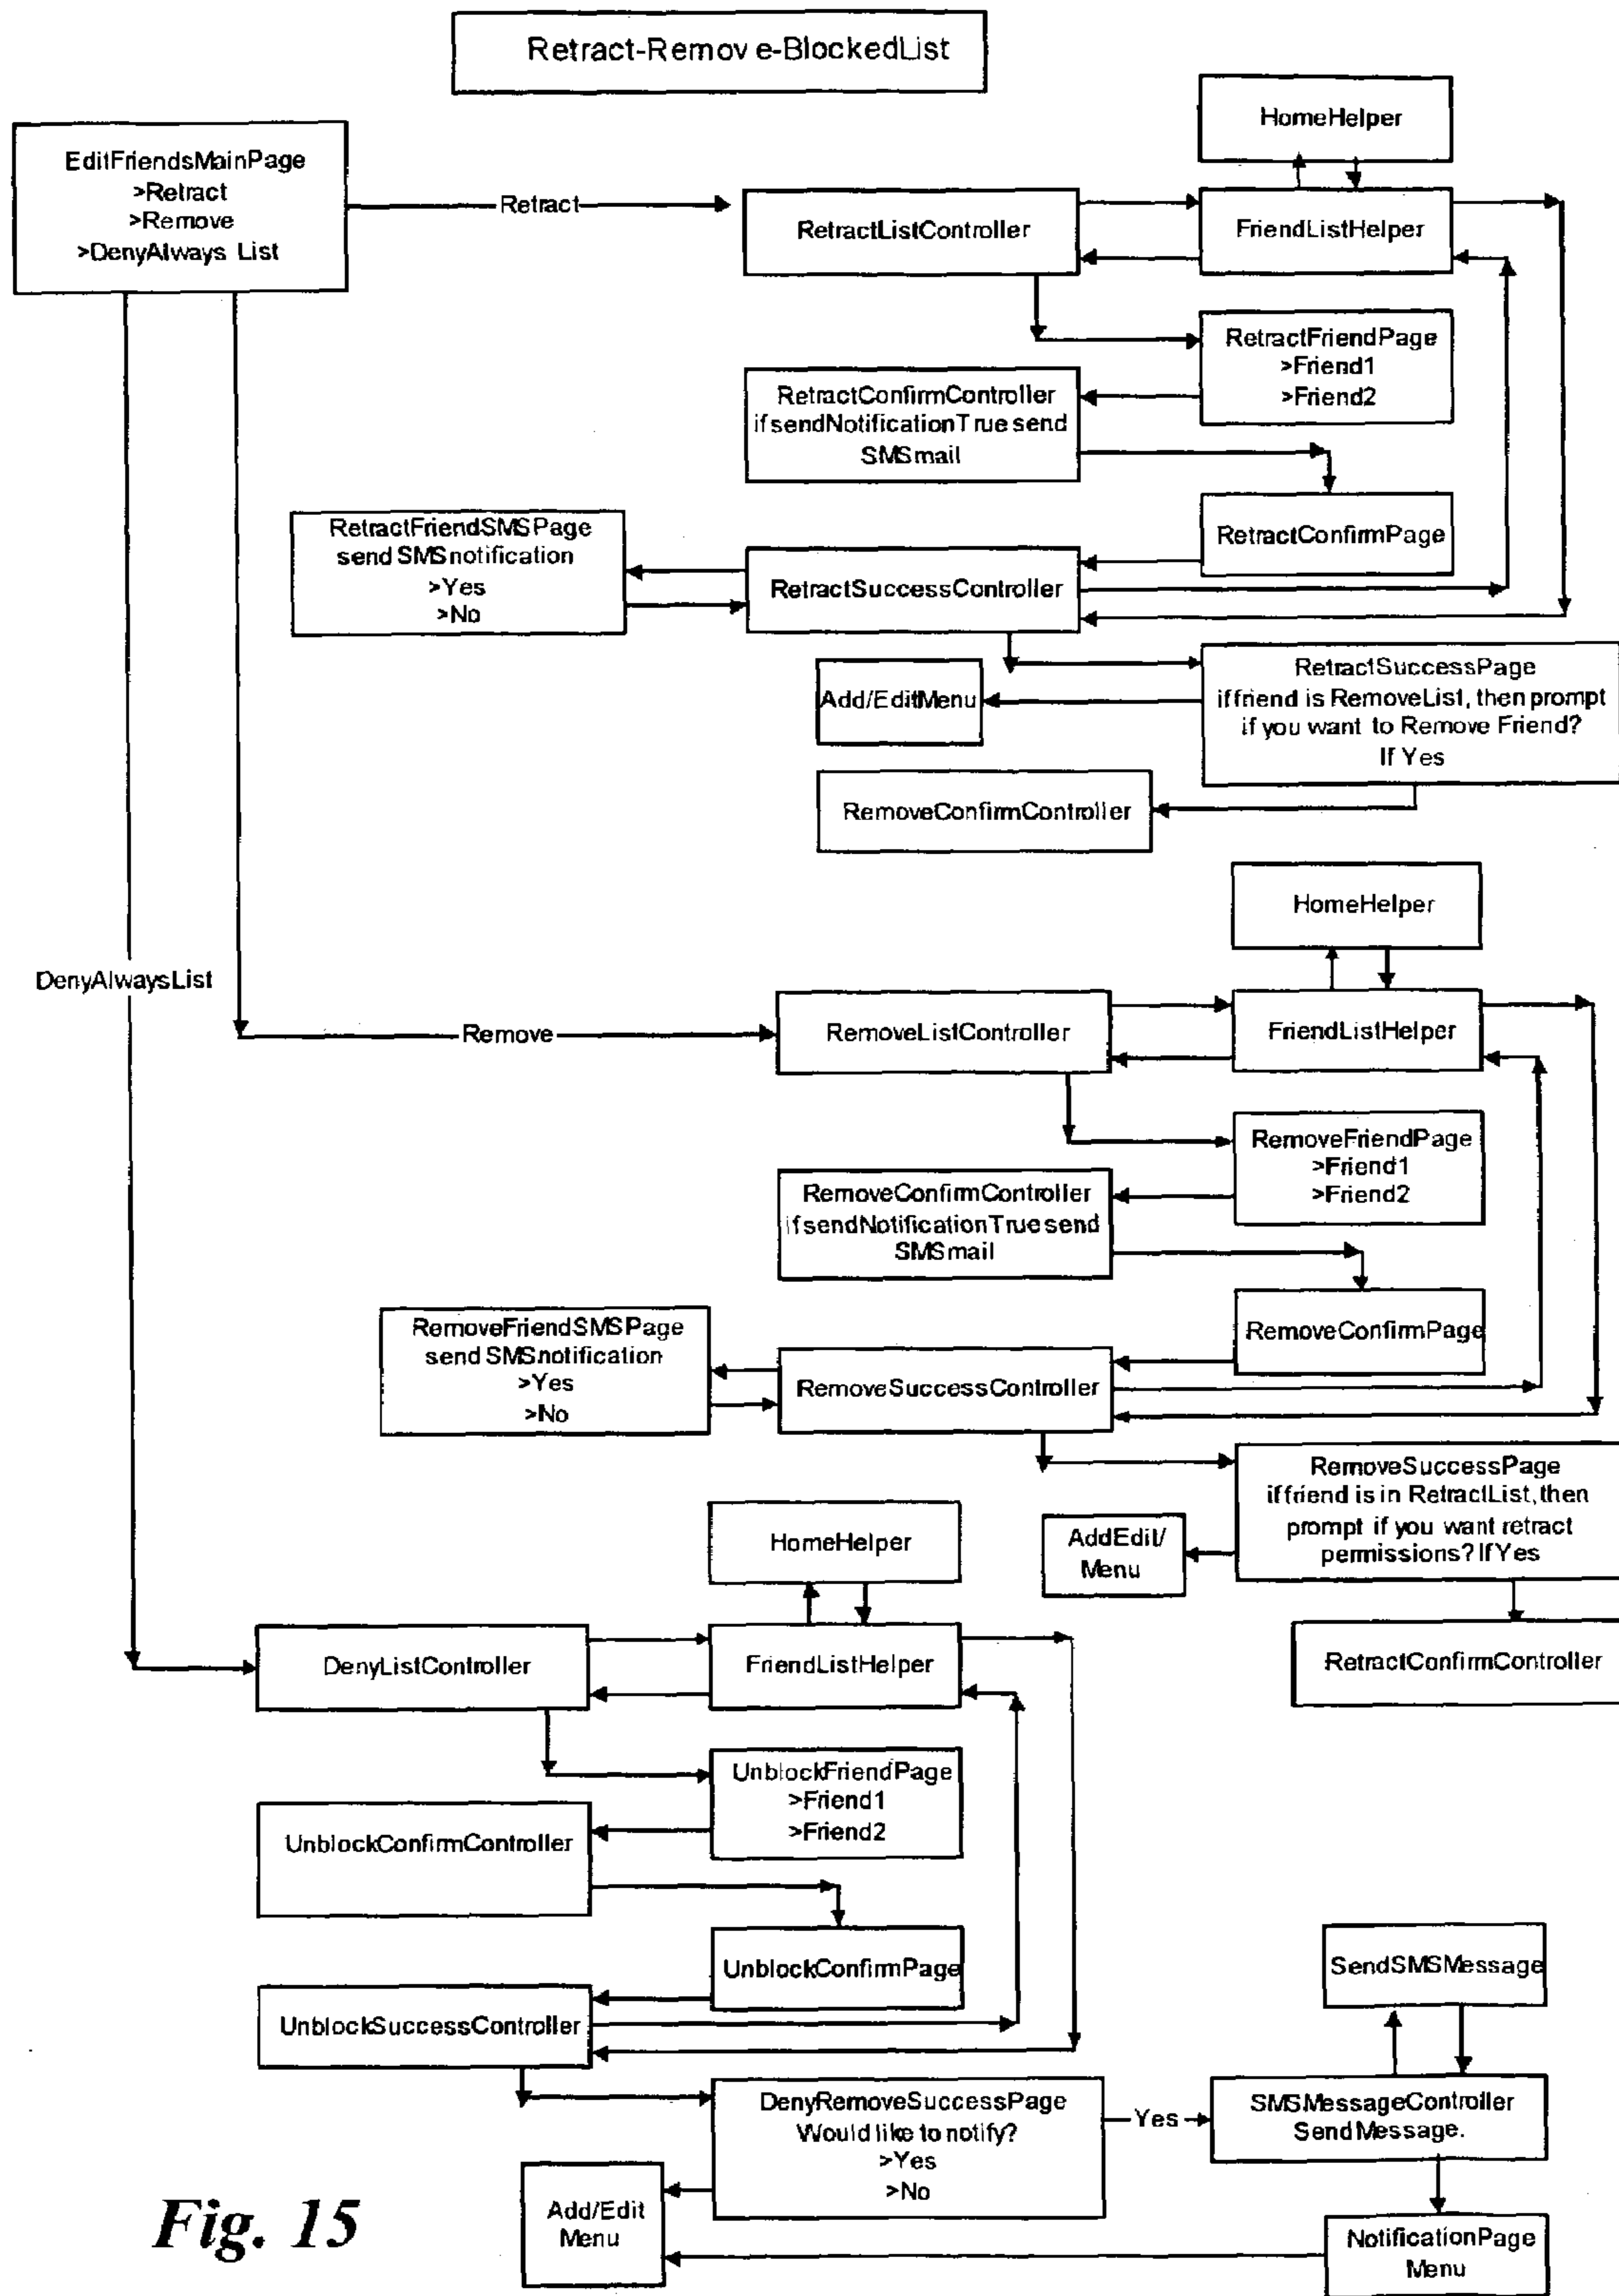 Retract-Remove-BlockedList
HomeHelper
EditFriendsMainPage
>Retract
>Remove
>DenyAlways List
Retract
RetractListController
FriendListHelper
RetractFriendPage
>Friend1
>Friend2
RetractConfirmController
if sendNotificationTrue send
SMSmail
RetractFriendSMSPage
send SMSnotification
>Yes
>No
RetractConfirmPage
RetractSuccessController
Add/EditMenu
RetractSuccessPage
if friend is RemoveList, then prompt
if you want to Remove Friend?
If Yes
RemoveConfirmController
HomeHelper
DenyAlwaysList
Remove
RemoveListController
FriendListHelper
RemoveFriendPage
>Friend1
>Friend2
RemoveConfirmController
if sendNotificationTrue send
SMSmail
RemoveFriendSMSPage
send SMSnotification
>Yes
>No
RemoveConfirmPage
RemoveSuccessController
RemoveSuccessPage
if friend is in RetractList, then
prompt if you want retract
permissions? If Yes
AddEdit/
Menu
RetractConfirmController
HomeHelper
DenyListController
FriendListHelper
UnblockFriendPage
>Friend1
>Friend2
UnblockConfirmController
UnblockConfirmPage
UnblockSuccessController
SendSMSMessage
DenyRemoveSuccessPage
Would like to notify?
>Yes
>No
Yes
SMSMessageController
SendMessage.
Add/Edit
Menu
NotificationPage
Menu
Fig. 15